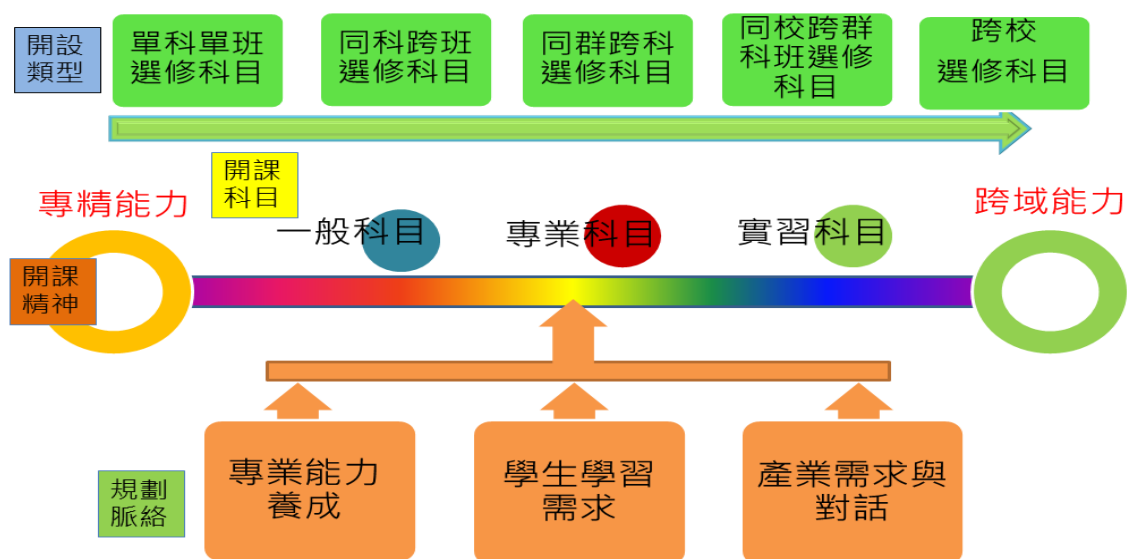 開設
類型
單科單班
選修科目
同科跨班
選修科目
同群跨科
選修科目
同校跨群
科班選修
科目
跨校
選修科目
開課
科目
專精能力
一般科目
專業科目
實習科目
跨域能力
開課
精神
規劃
脈絡
專業能力
養成
學生學習
需求
產業需求與
對話